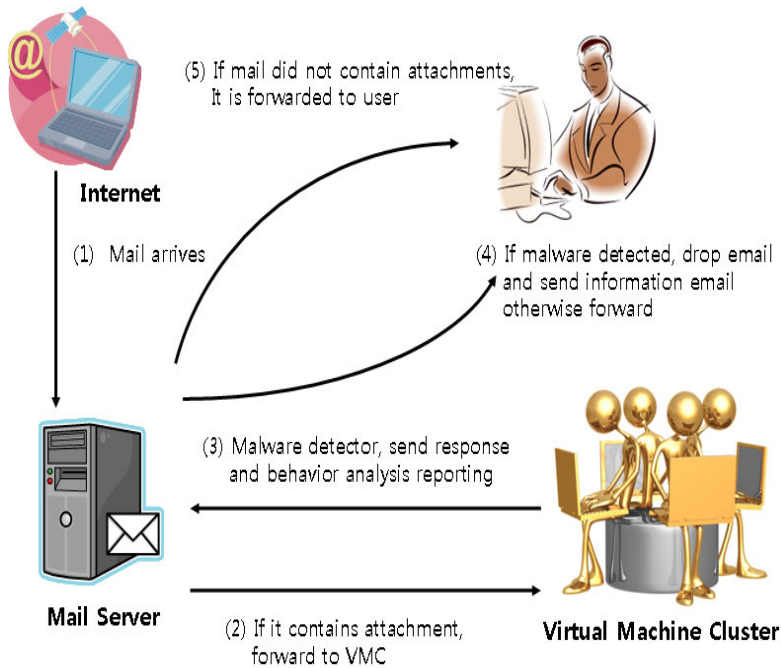 @
(5) If mail did not contain attachments,
It is forwarded to user
Internet
(1) Mail arrives
(4) If malware detected, drop email
and send information email
otherwise forward
(3) Malware detector, send response
and behavior analysis reporting
Mail Server
(2) If it contains attachment,
forward to VMC
Virtual Machine Cluster